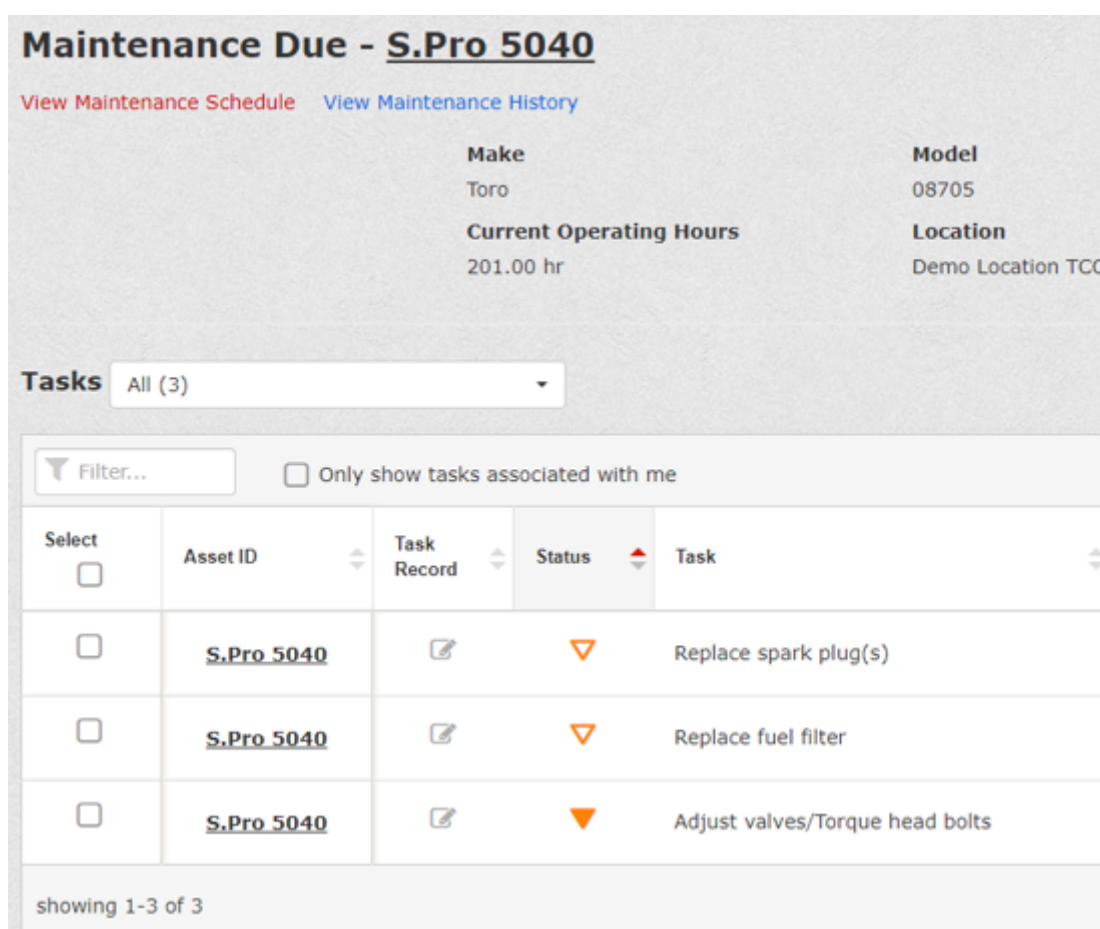 Maintenance Due - S.Pro 5040
View Maintenance Schedule View Maintenance History
Make Model
Toro 08705
Current Operating Hours Location
201.00 hr Demo Location
Tasks All (3)
Filter... Only show tasks associated with me
Select Asset ID Task Record Status Task
S.Pro 5040 Replace spark plug(s)
S.Pro 5040 Replace fuel filter
S.Pro 5040 Adjust valves/Torque head bolts
showing 1-3 of 3